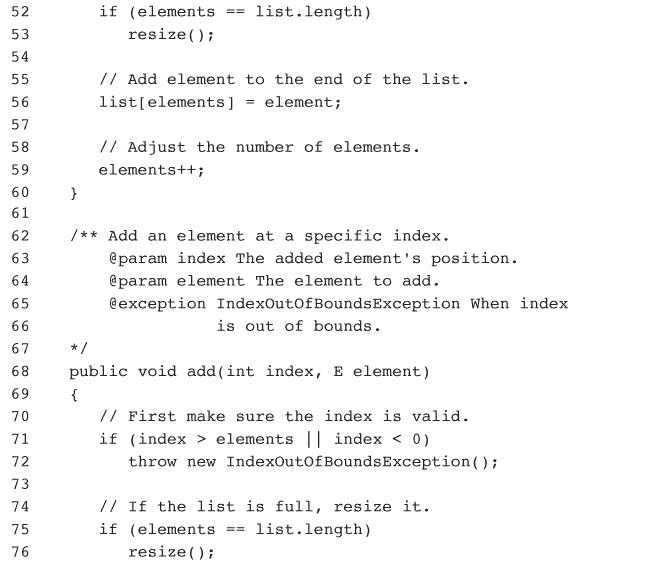 52       if (elements == list.length)
53          resize();
54
55       // Add element to the end of the list.
56       list[elements] = element;
57
58       // Adjust the number of elements.
59       elements++;
60    }
61
62    /** Add an element at a specific index.
63        @param index The added element's position.
64        @param element The element to add.
65        @exception IndexOutOfBoundsException When index
66                   is out of bounds.
67    */
68    public void add(int index, E element)
69    {
70       // First make sure the index is valid.
71       if (index > elements || index < 0)
72          throw new IndexOutOfBoundsException();
73
74       // If the list is full, resize it.
75       if (elements == list.length)
76          resize();